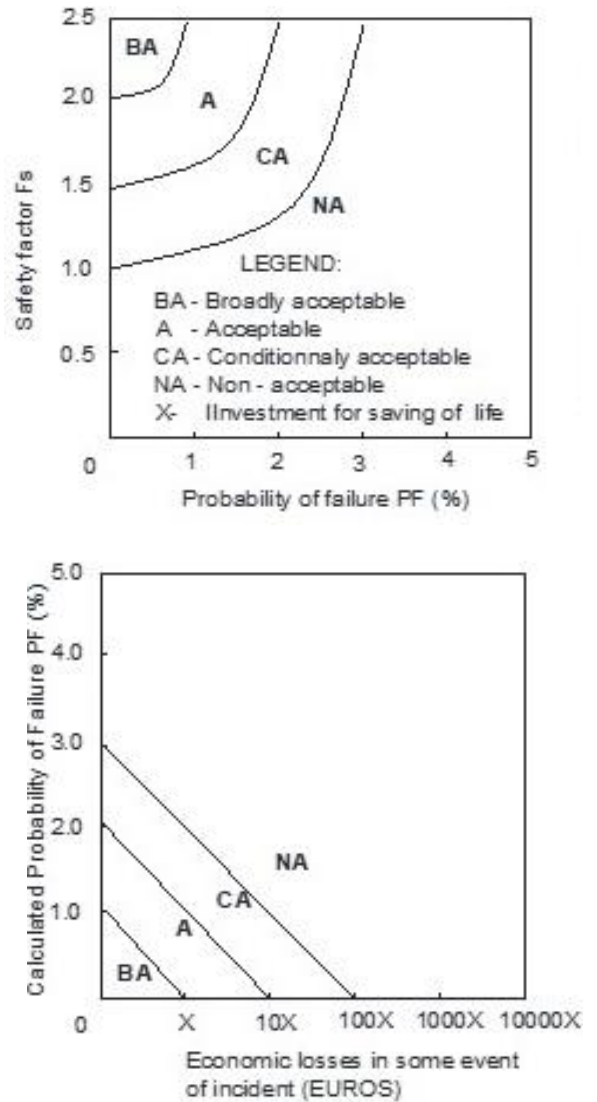 2.5
BA
2.0
A
CA
1.5
NA
Safety factor Fs
LEGEND:
1.0
BA - Broadly acceptable
A - Acceptable
0.5
CA - Conditionnaly acceptable
NA - Non - acceptable
X- IInvestment for saving of life
0 1 2 3 4 5
Probability of failure PF (%)
5.0
4.0
3.0
2.0
1.0
Calculated Probability of Failure PF (%)
NA
CA
A
BA
0 X 10X 100X 1000X 10000X
Economic losses in some event
of incident (EUROS)